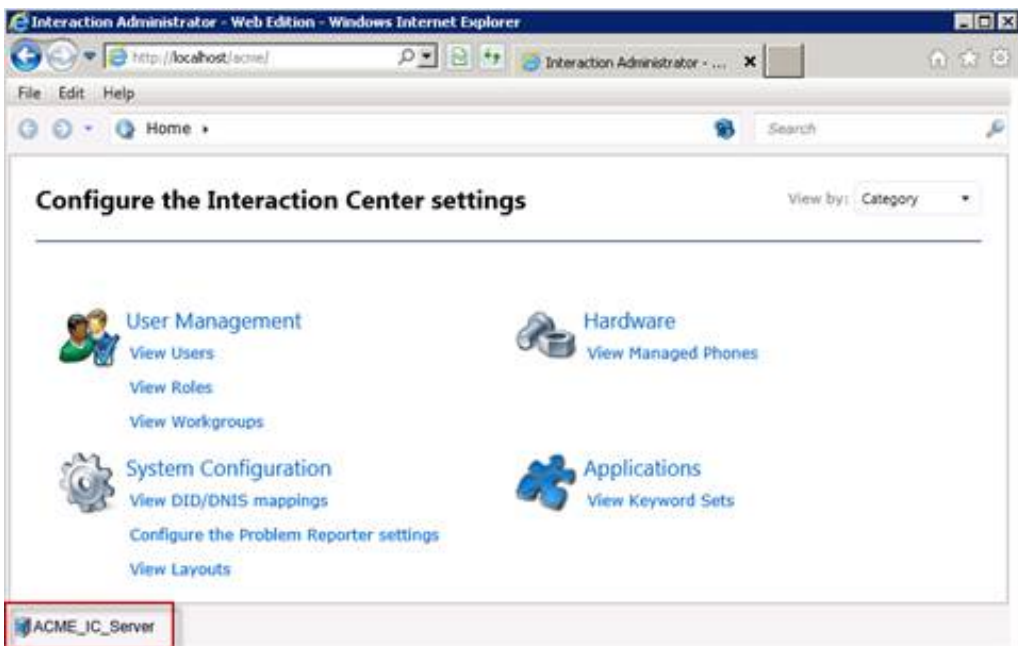 Interaction Administrator - Web Edition - Windows Internet Explorer
http://localhost/acme/
Interaction Administrator - ...
File Edit Help
Home
Search
Configure the Interaction Center settings
View by: Category
User Management
View Users
View Roles
View Workgroups
Hardware
View Managed Phones
System Configuration
View DID/DNIS mappings
Configure the Problem Reporter settings
View Layouts
Applications
View Keyword Sets
ACME_IC_Server